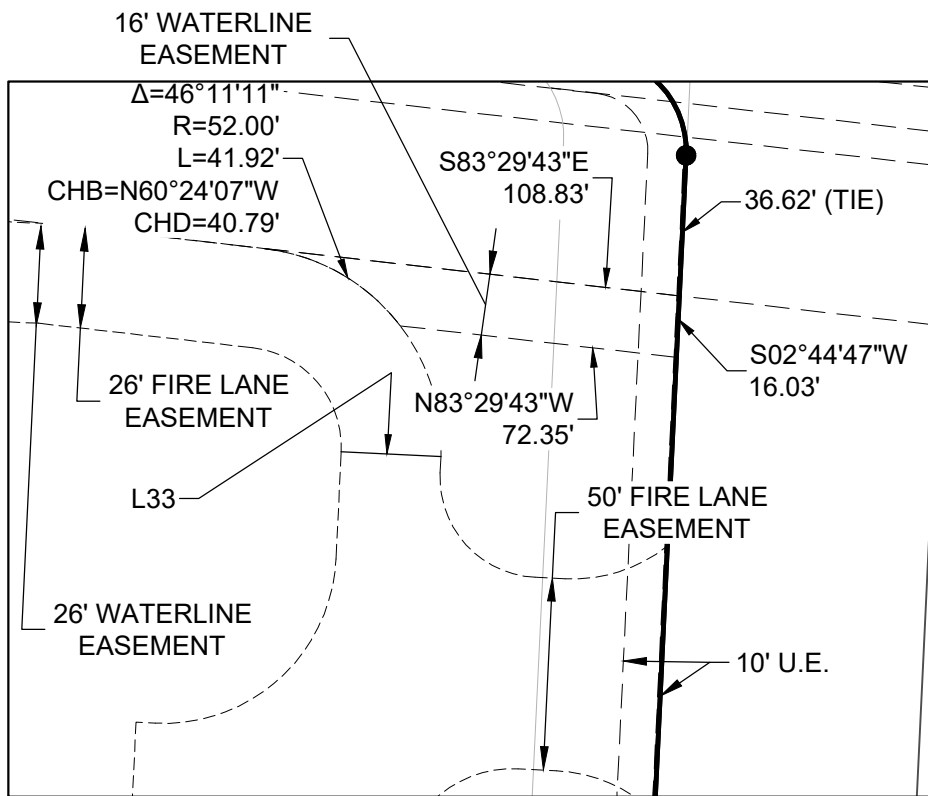 16' WATERLINE
EASEMENT
Δ=46°11'11"
R=52.00'
L=41.92'
CHB=N60°24'07"W
CHD=40.79'
S83°29'43"E
108.83'
36.62' (TIE)
S02°44'47"W
16.03'
26' FIRE LANE
EASEMENT
N83°29'43"W
72.35'
L33
50' FIRE LANE
EASEMENT
26' WATERLINE
EASEMENT
10' U.E.